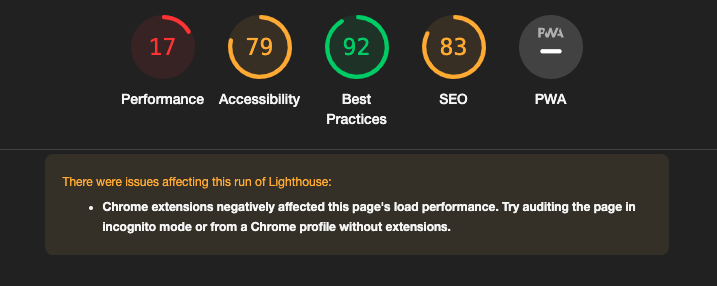 17 79 92 83 PWA
Performance Accessibility Best Practices SEO PWA
There were issues affecting this run of Lighthouse:
• Chrome extensions negatively affected this page's load performance. Try auditing the page in
incognito mode or from a Chrome profile without extensions.